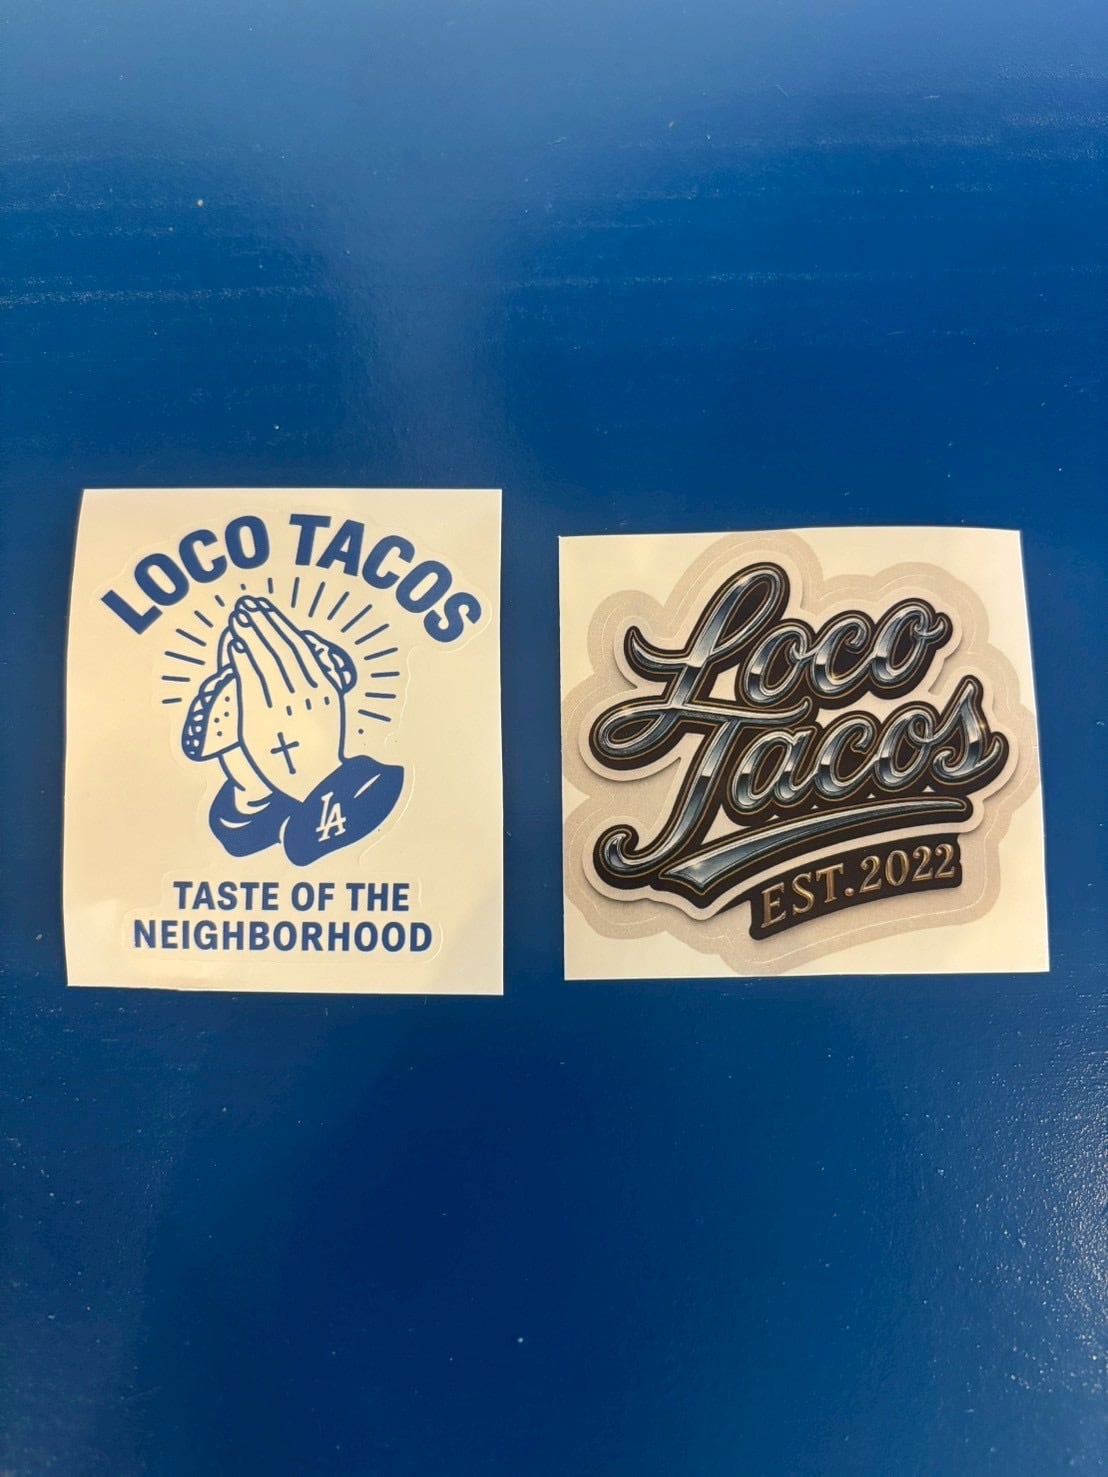 LOCO TACOS
LA
TASTE OF THE
NEIGHBORHOOD
Loco
Tacos
EST.2022